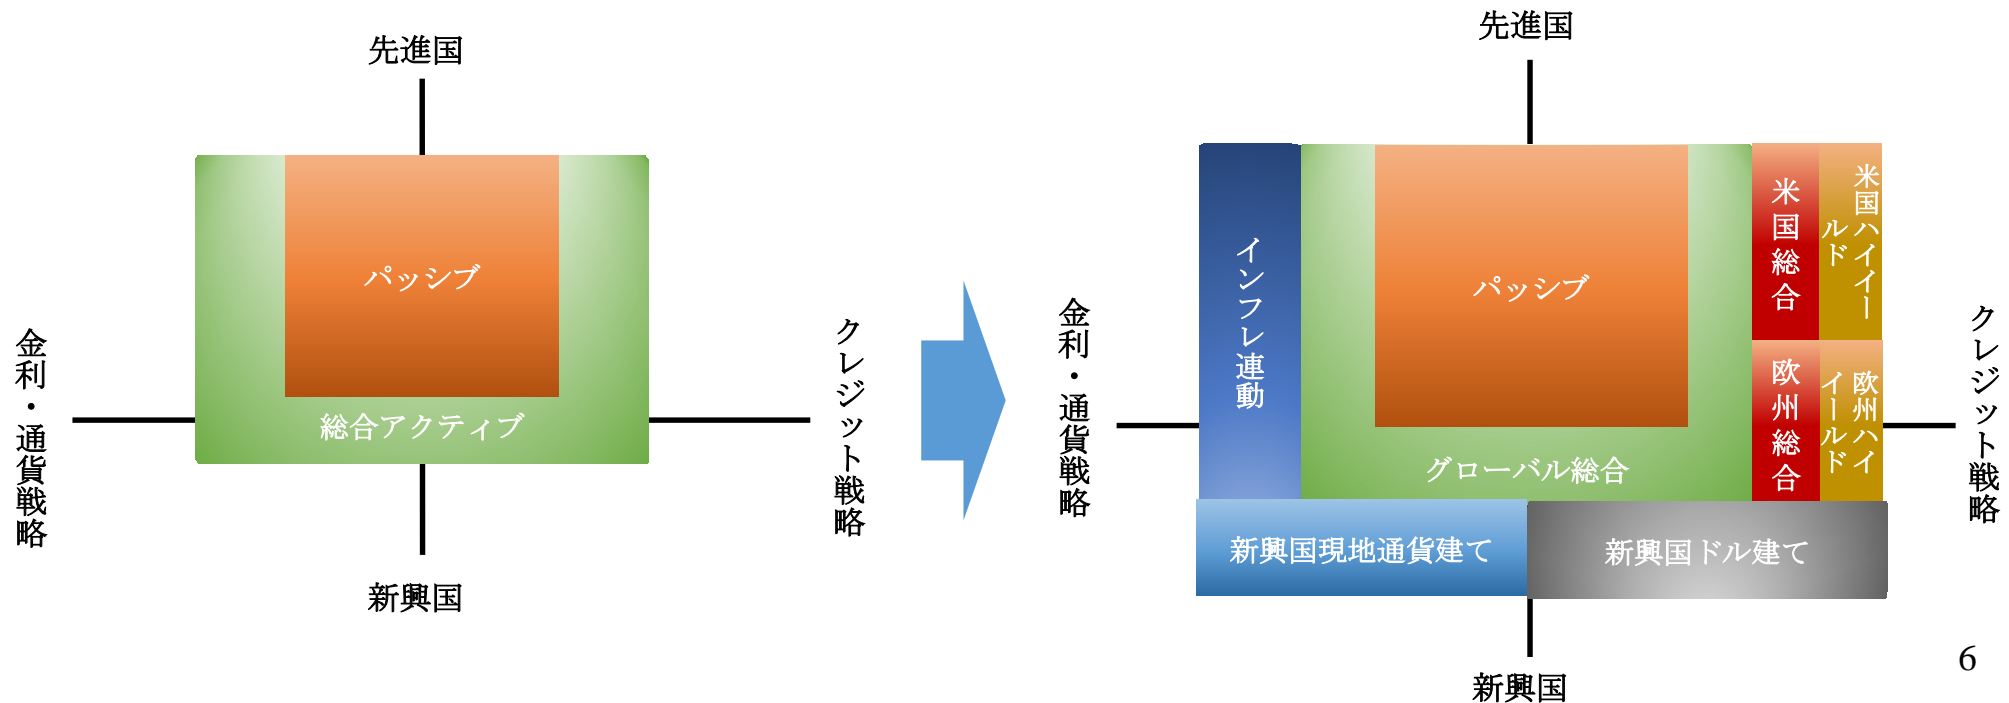 先進国
パッシブ
総合アクティブ
金利・通貨戦略
クレジット戦略
新興国
先進国
インフレ連動
パッシブ
グローバル総合
米国総合
米国ハイイー
ルド
欧州総合
欧州ハイ
イールド
金利・通貨戦略
クレジット戦略
新興国現地通貨建て
新興国ドル建て
新興国
6